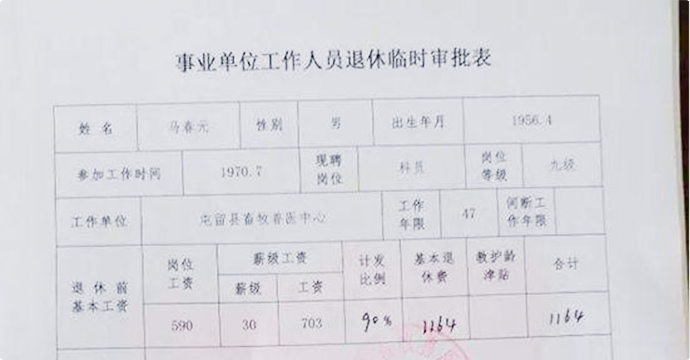 事业单位工作人员退休临时审批表
姓名 马春元 性别 男 出生年月 1956.4
参加工作时间 1970.7 现聘岗位 科员 岗位等级 九级
工作单位 屯留县畜牧兽医中心 工作年限 47 间断工作年限
退休前基本工资 岗位工资 薪级工资 计发比例 基本退休费 教护龄津贴 合计
薪级 工资
590 30 703 90% 1164 1164